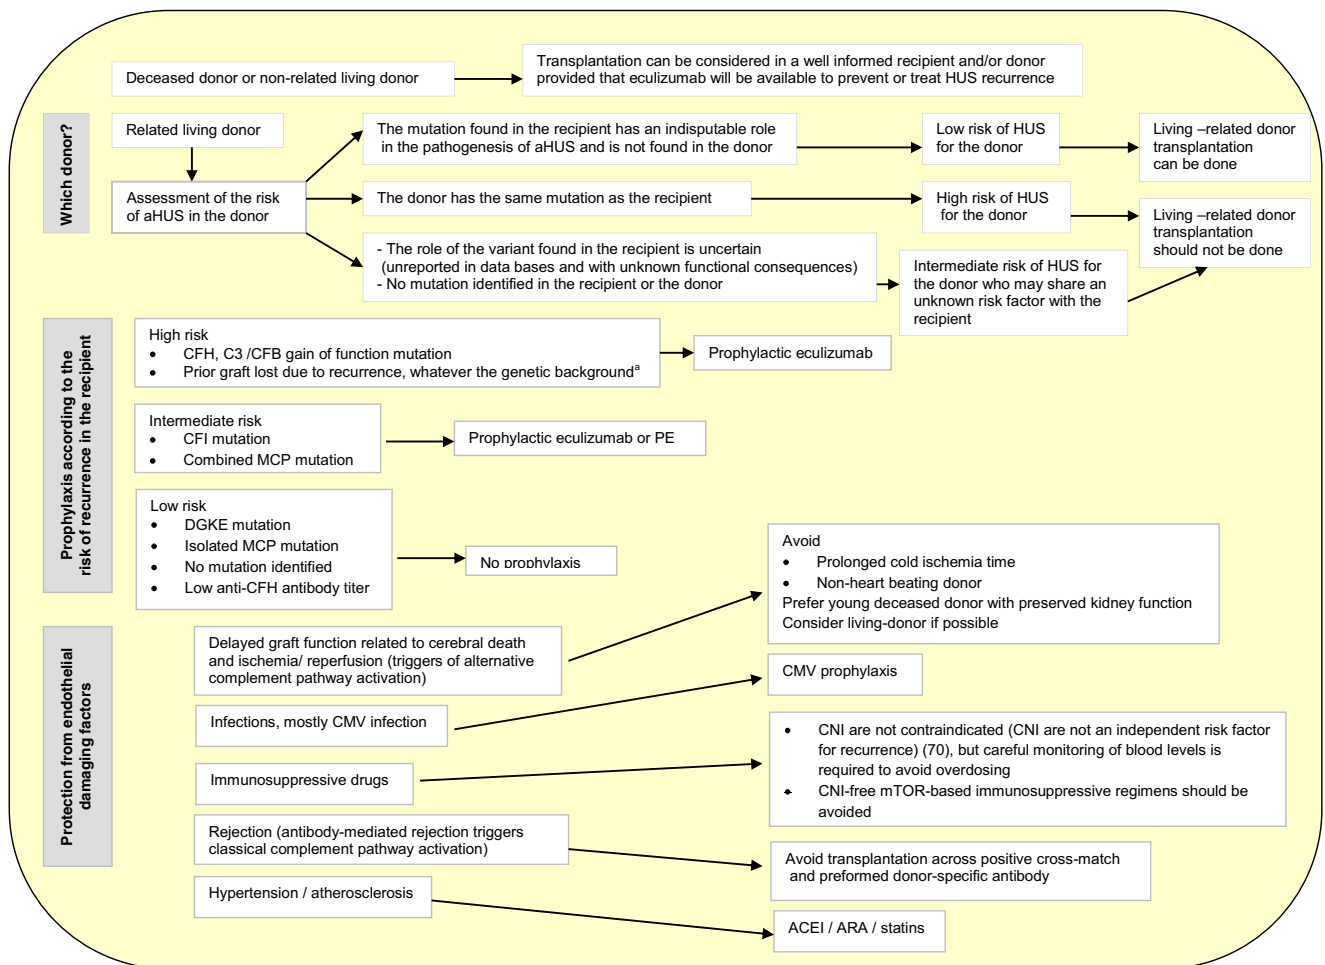 Deceased donor or non-related living donor
Transplantation can be considered in a well informed recipient and/or donor
provided that eculizumab will be available to prevent or treat HUS recurrence
Which donor?
Related living donor
Assessment of the risk
of aHUS in the donor
The mutation found in the recipient has an indisputable role
in the pathogenesis of aHUS and is not found in the donor
Low risk of HUS
for the donor
Living –related donor
transplantation
can be done
The donor has the same mutation as the recipient
High risk of HUS
for the donor
Living –related donor
transplantation
should not be done
- The role of the variant found in the recipient is uncertain
(unreported in data bases and with unknown functional consequences)
- No mutation identified in the recipient or the donor
Intermediate risk of HUS for
the donor who may share an
unknown risk factor with the
recipient
Prophylaxis according to the
risk of recurrence in the recipient
High risk
• CFH, C3 /CFB gain of function mutation
• Prior graft lost due to recurrence, whatever the genetic backgroundᵃ
Prophylactic eculizumab
Intermediate risk
• CFI mutation
• Combined MCP mutation
Prophylactic eculizumab or PE
Low risk
• DGKE mutation
• Isolated MCP mutation
• No mutation identified
• Low anti-CFH antibody titer
No prophylaxis
Protection from endothelial
damaging factors
Delayed graft function related to cerebral death
and ischemia/ reperfusion (triggers of alternative
complement pathway activation)
Avoid
• Prolonged cold ischemia time
• Non-heart beating donor
Prefer young deceased donor with preserved kidney function
Consider living-donor if possible
Infections, mostly CMV infection
CMV prophylaxis
Immunosuppressive drugs
• CNI are not contraindicated (CNI are not an independent risk factor
for recurrence) (70), but careful monitoring of blood levels is
required to avoid overdosing
• CNI-free mTOR-based immunosuppressive regimens should be
avoided
Rejection (antibody-mediated rejection triggers
classical complement pathway activation)
Avoid transplantation across positive cross-match
and preformed donor-specific antibody
Hypertension / atherosclerosis
ACEI / ARA / statins